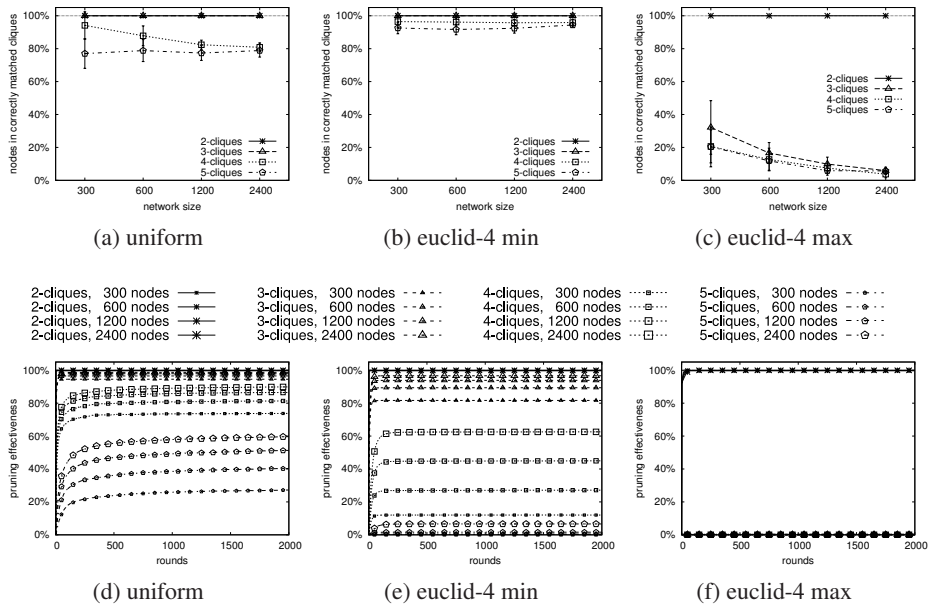 nodes in correctly matched cliques
100%
80%
60%
40%
20%
0%
2-cliques
3-cliques
4-cliques
5-cliques
300
600
1200
2400
network size
(a) uniform
nodes in correctly matched cliques
100%
80%
60%
40%
20%
0%
2-cliques
3-cliques
4-cliques
5-cliques
300
600
1200
2400
network size
(b) euclid-4 min
nodes in correctly matched cliques
100%
80%
60%
40%
20%
0%
2-cliques
3-cliques
4-cliques
5-cliques
300
600
1200
2400
network size
(c) euclid-4 max
2-cliques, 300 nodes
2-cliques, 600 nodes
2-cliques, 1200 nodes
2-cliques, 2400 nodes
3-cliques, 300 nodes
3-cliques, 600 nodes
3-cliques, 1200 nodes
3-cliques, 2400 nodes
4-cliques, 300 nodes
4-cliques, 600 nodes
4-cliques, 1200 nodes
4-cliques, 2400 nodes
5-cliques, 300 nodes
5-cliques, 600 nodes
5-cliques, 1200 nodes
5-cliques, 2400 nodes
pruning effectiveness
100%
80%
60%
40%
20%
0%
0
500
1000
1500
2000
rounds
(d) uniform
pruning effectiveness
100%
80%
60%
40%
20%
0%
0
500
1000
1500
2000
rounds
(e) euclid-4 min
pruning effectiveness
100%
80%
60%
40%
20%
0%
0
500
1000
1500
2000
rounds
(f) euclid-4 max